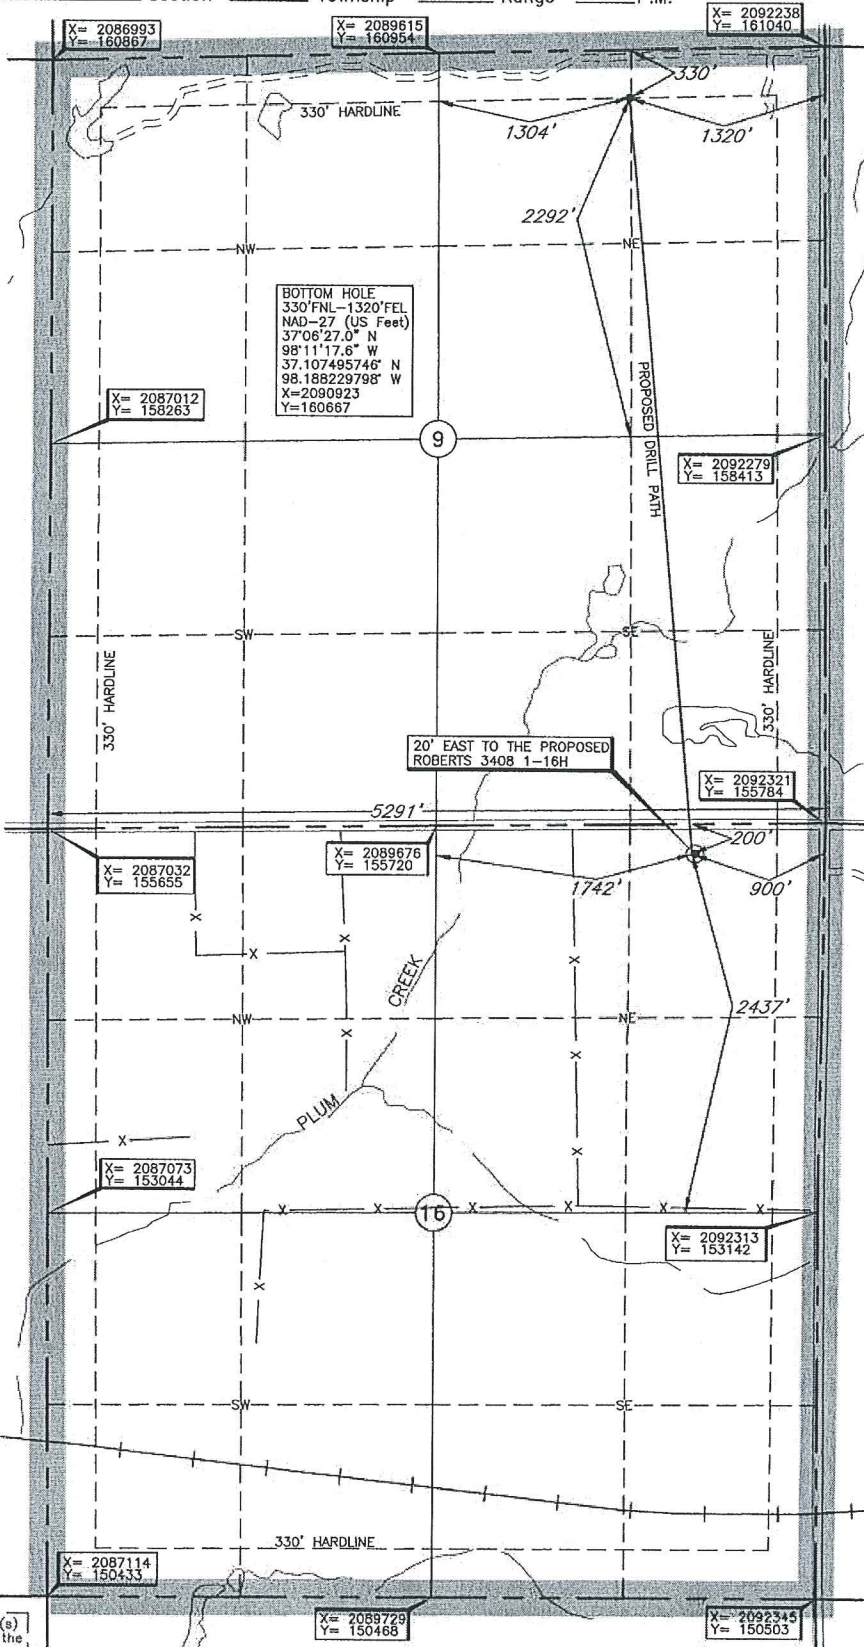 Section Township Range P.M.
X= 2086993
Y= 160867
X= 2089615
Y= 160954
X= 2092238
Y= 161040
330'
330' HARDLINE
1304'
1320'
2292'
NW
NE
BOTTOM HOLE
330'FNL-1320'FEL
NAD-27 (US Feet)
37°06'27.0" N
98°11'17.6" W
37.107495746° N
98.188229798° W
X=2090923
Y=160667
PROPOSED DRILL PATH
X= 2087012
Y= 158263
9
X= 2092279
Y= 158413
SW
SE
330' HARDLINE
330' HARDLINE
20' EAST TO THE PROPOSED
ROBERTS 3408 1-16H
X= 2092321
Y= 155784
5291'
200'
X= 2087032
Y= 155655
X= 2089676
Y= 155720
1742'
900'
X
X
X
X
CREEK
2437'
NW
NE
X
X
X
PLUM
X
X
X= 2087073
Y= 153044
X
X
X
X
X
X
16
X= 2092313
Y= 153142
X
SW
SE
330' HARDLINE
X= 2087114
Y= 150433
X= 2089729
Y= 150468
X= 2092345
Y= 150503
(s)
the